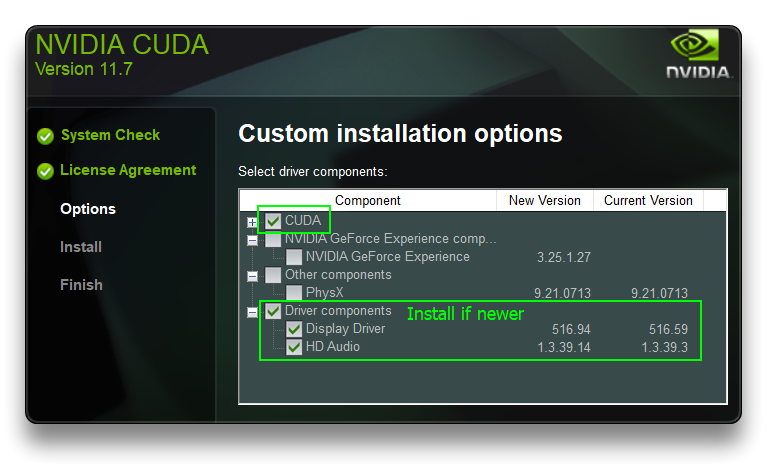 NVIDIA CUDA
Version 11.7
NVIDIA.
System Check
License Agreement
Options
Install
Finish
Custom installation options
Select driver components:
Component New Version Current Version
CUDA
NVIDIA GeForce Experience comp...
NVIDIA GeForce Experience 3.25.1.27
Other components
PhysX 9.21.0713 9.21.0713
Driver components Install if newer
Display Driver 516.94 516.59
HD Audio 1.3.39.14 1.3.39.3